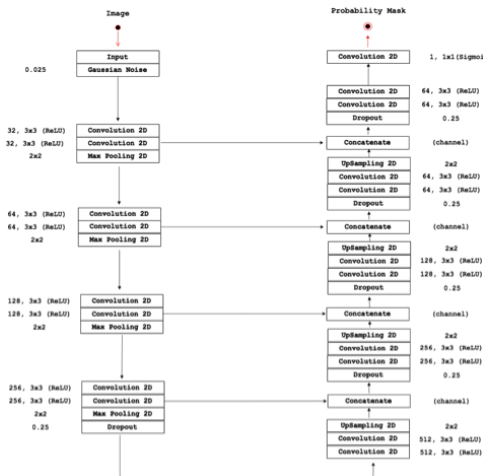 Image
Input
0.025 Gaussian Noise
32, 3x3 (ReLU) Convolution 2D
32, 3x3 (ReLU) Convolution 2D
2x2 Max Pooling 2D
64, 3x3 (ReLU) Convolution 2D
64, 3x3 (ReLU) Convolution 2D
2x2 Max Pooling 2D
128, 3x3 (ReLU) Convolution 2D
128, 3x3 (ReLU) Convolution 2D
2x2 Max Pooling 2D
256, 3x3 (ReLU) Convolution 2D
256, 3x3 (ReLU) Convolution 2D
2x2 Max Pooling 2D
0.25 Dropout
Probability Mask
Convolution 2D 1, 1x1(Sigmoi
Convolution 2D 64, 3x3 (ReLU)
Convolution 2D 64, 3x3 (ReLU)
Dropout 0.25
Concatenate (channel)
UpSampling 2D 2x2
Convolution 2D 64, 3x3 (ReLU)
Convolution 2D 64, 3x3 (ReLU)
Dropout 0.25
Concatenate (channel)
UpSampling 2D 2x2
Convolution 2D 128, 3x3 (ReLU)
Convolution 2D 128, 3x3 (ReLU)
Dropout 0.25
Concatenate (channel)
UpSampling 2D 2x2
Convolution 2D 256, 3x3 (ReLU)
Convolution 2D 256, 3x3 (ReLU)
Dropout 0.25
Concatenate (channel)
UpSampling 2D 2x2
Convolution 2D 512, 3x3 (ReLU)
Convolution 2D 512, 3x3 (ReLU)